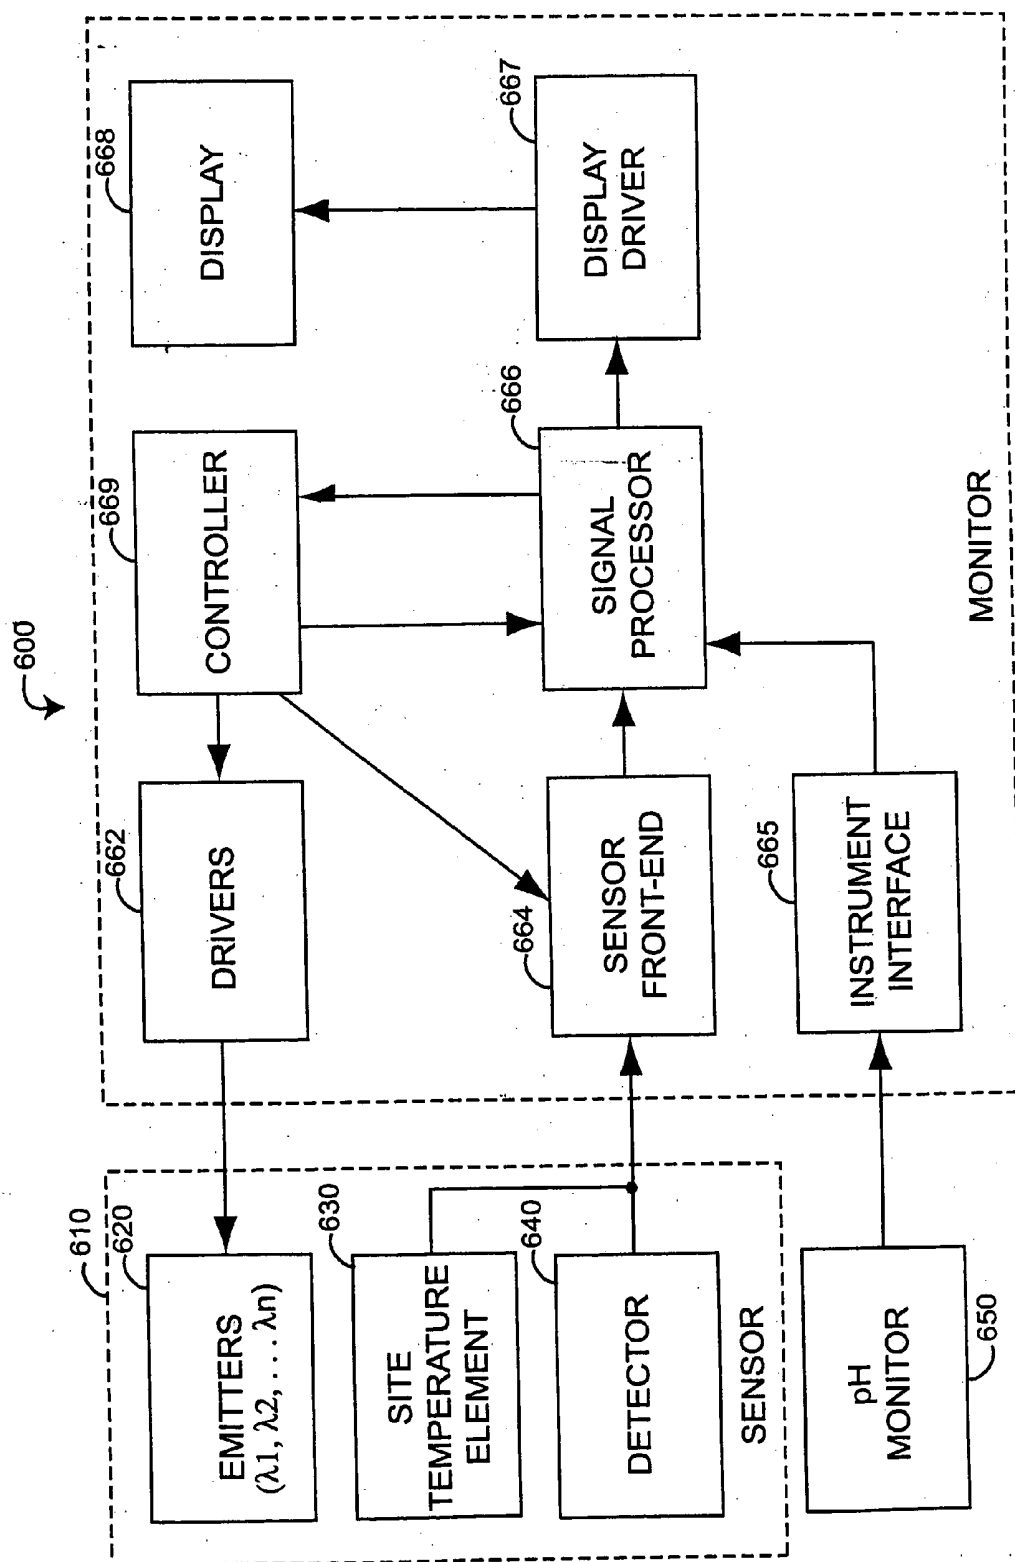 600
610
620
EMITTERS
(λ1, λ2, . . . λn)
630
SITE
TEMPERATURE
ELEMENT
640
DETECTOR
SENSOR
pH
MONITOR
650
662
DRIVERS
664
SENSOR
FRONT-END
665
INSTRUMENT
INTERFACE
669
CONTROLLER
666
SIGNAL
PROCESSOR
668
DISPLAY
667
DISPLAY
DRIVER
MONITOR